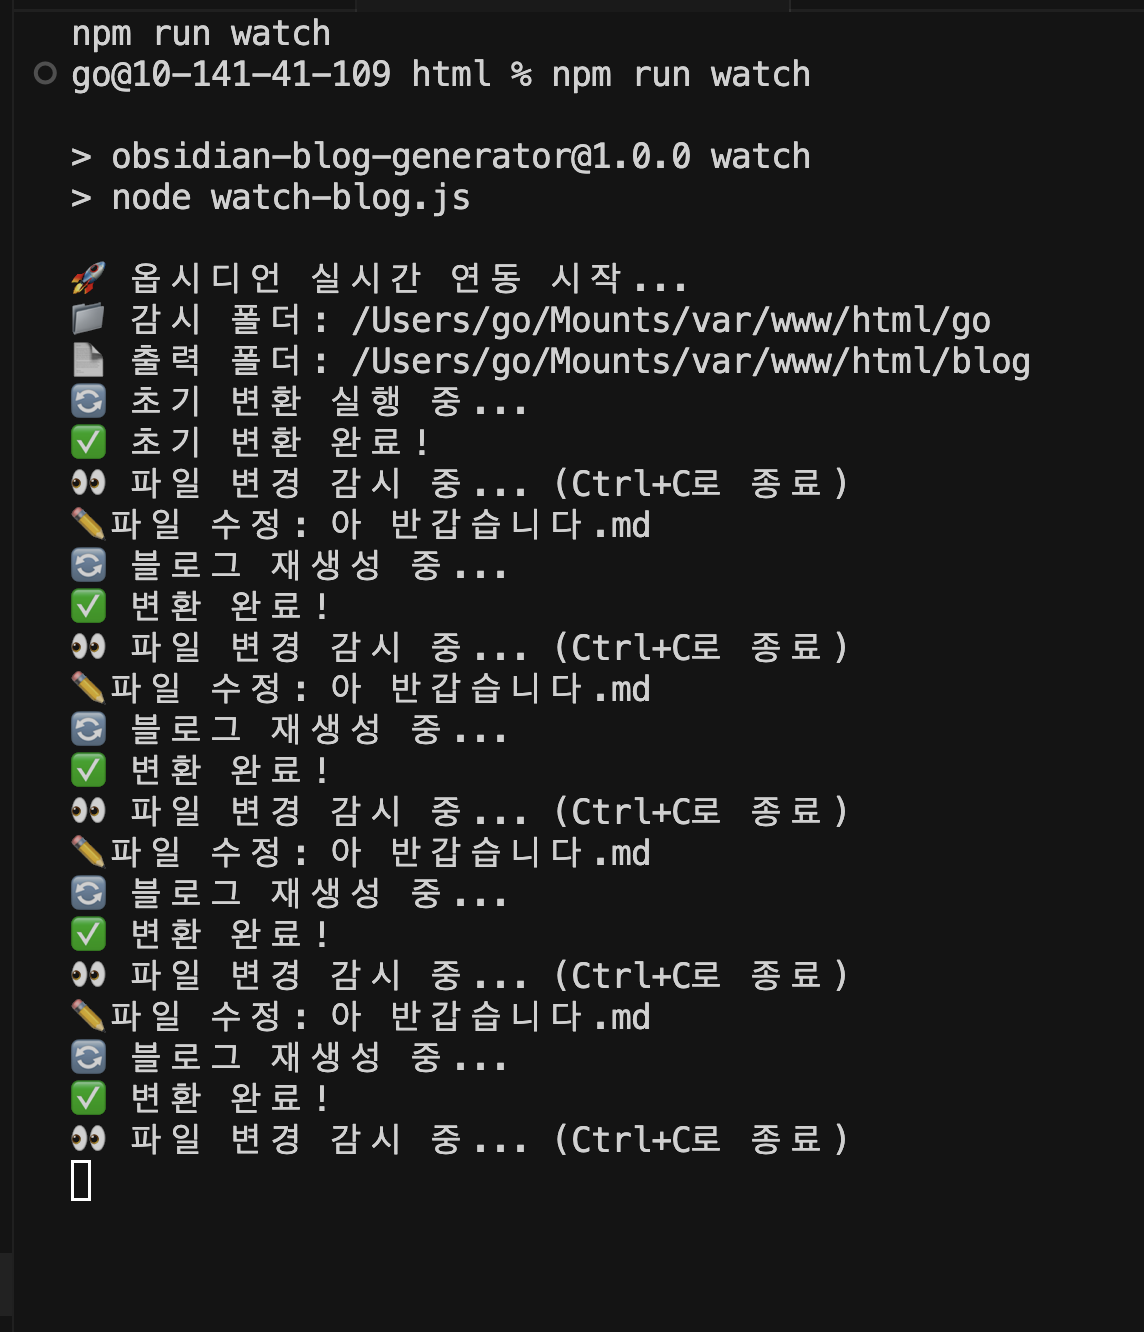 npm run watch
go@10-141-41-109 html % npm run watch
> obsidian-blog-generator@1.0.0 watch
> node watch-blog.js
🚀 옵시디언 실시간 연동 시작...
📁 감시 폴더: /Users/go/Mounts/var/www/html/go
📄 출력 폴더: /Users/go/Mounts/var/www/html/blog
🔄 초기 변환 실행 중...
✅ 초기 변환 완료!
👀 파일 변경 감시 중... (Ctrl+C로 종료)
✏️파일 수정: 아 반갑습니다.md
🔄 블로그 재생성 중...
✅ 변환 완료!
👀 파일 변경 감시 중... (Ctrl+C로 종료)
✏️파일 수정: 아 반갑습니다.md
🔄 블로그 재생성 중...
✅ 변환 완료!
👀 파일 변경 감시 중... (Ctrl+C로 종료)
✏️파일 수정: 아 반갑습니다.md
🔄 블로그 재생성 중...
✅ 변환 완료!
👀 파일 변경 감시 중... (Ctrl+C로 종료)
✏️파일 수정: 아 반갑습니다.md
🔄 블로그 재생성 중...
✅ 변환 완료!
👀 파일 변경 감시 중... (Ctrl+C로 종료)